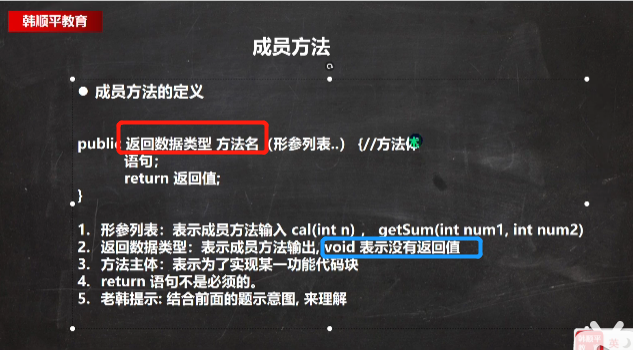 韩顺平教育
成员方法
● 成员方法的定义
public 返回数据类型 方法名 (形参列表..) {//方法体
语句;
return 返回值;
}
1. 形参列表：表示成员方法输入 cal(int n) ， getSum(int num1, int num2)
2. 返回数据类型：表示成员方法输出, void 表示没有返回值
3. 方法主体：表示为了实现某一功能代码块
4. return 语句不是必须的。
5. 老韩提示: 结合前面的题示意图, 来理解
韩顺平
英